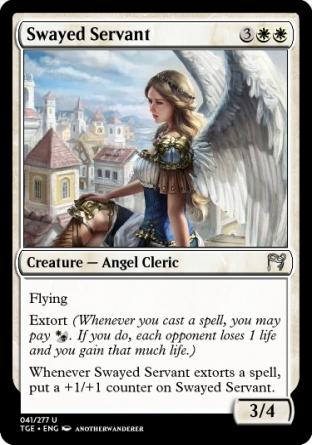 Swayed Servant 3
Creature — Angel Cleric
Flying
Extort (Whenever you cast a spell, you may
pay . If you do, each opponent loses 1 life
and you gain that much life.)
Whenever Swayed Servant extorts a spell,
put a +1/+1 counter on Swayed Servant.
3/4
041/277 U
TGE • ENG ANOTHERWANDERER